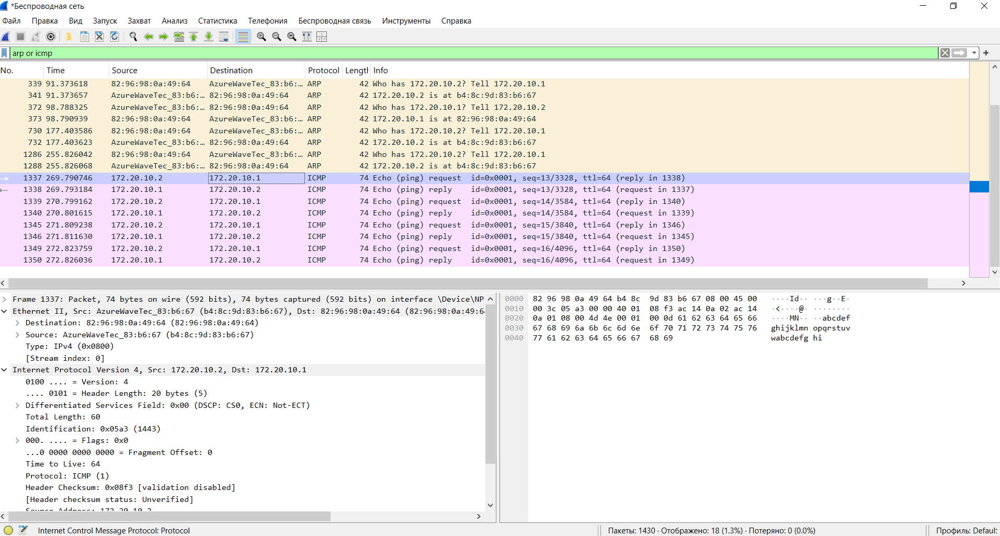 *Беспроводная сеть
Файл Правка Вид Запуск Захват Анализ Статистика Телефония Беспроводная связь Инструменты Справка
arp or icmp
No. Time Source Destination Protocol Length Info
339 91.373618 82:96:98:0a:49:64 AzureWaveTec_83:b6:… ARP 42 Who has 172.20.10.2? Tell 172.20.10.1
341 91.373657 AzureWaveTec_83:b6:… 82:96:98:0a:49:64 ARP 42 172.20.10.2 is at b4:8c:9d:83:b6:67
372 98.788325 AzureWaveTec_83:b6:… 82:96:98:0a:49:64 ARP 42 Who has 172.20.10.1? Tell 172.20.10.2
373 98.790939 82:96:98:0a:49:64 AzureWaveTec_83:b6:… ARP 42 172.20.10.1 is at 82:96:98:0a:49:64
730 177.403586 82:96:98:0a:49:64 AzureWaveTec_83:b6:… ARP 42 Who has 172.20.10.2? Tell 172.20.10.1
732 177.403623 AzureWaveTec_83:b6:… 82:96:98:0a:49:64 ARP 42 172.20.10.2 is at b4:8c:9d:83:b6:67
1286 255.826042 82:96:98:0a:49:64 AzureWaveTec_83:b6:… ARP 42 Who has 172.20.10.2? Tell 172.20.10.1
1288 255.826068 AzureWaveTec_83:b6:… 82:96:98:0a:49:64 ARP 42 172.20.10.2 is at b4:8c:9d:83:b6:67
1337 269.790746 172.20.10.2 172.20.10.1 ICMP 74 Echo (ping) request id=0x0001, seq=13/3328, ttl=64 (reply in 1338)
1338 269.793184 172.20.10.1 172.20.10.2 ICMP 74 Echo (ping) reply id=0x0001, seq=13/3328, ttl=64 (request in 1337)
1339 270.799162 172.20.10.2 172.20.10.1 ICMP 74 Echo (ping) request id=0x0001, seq=14/3584, ttl=64 (reply in 1340)
1340 270.801615 172.20.10.1 172.20.10.2 ICMP 74 Echo (ping) reply id=0x0001, seq=14/3584, ttl=64 (request in 1339)
1345 271.809238 172.20.10.2 172.20.10.1 ICMP 74 Echo (ping) request id=0x0001, seq=15/3840, ttl=64 (reply in 1346)
1346 271.811630 172.20.10.1 172.20.10.2 ICMP 74 Echo (ping) reply id=0x0001, seq=15/3840, ttl=64 (request in 1345)
1349 272.823759 172.20.10.2 172.20.10.1 ICMP 74 Echo (ping) request id=0x0001, seq=16/4096, ttl=64 (reply in 1350)
1350 272.826036 172.20.10.1 172.20.10.2 ICMP 74 Echo (ping) reply id=0x0001, seq=16/4096, ttl=64 (request in 1349)
Frame 1337: Packet, 74 bytes on wire (592 bits), 74 bytes captured (592 bits) on interface \Device\NP
Ethernet II, Src: AzureWaveTec_83:b6:67 (b4:8c:9d:83:b6:67), Dst: 82:96:98:0a:49:64 (82:96:98:0a:49:64
Destination: 82:96:98:0a:49:64 (82:96:98:0a:49:64)
Source: AzureWaveTec_83:b6:67 (b4:8c:9d:83:b6:67)
Type: IPv4 (0x0800)
[Stream index: 0]
Internet Protocol Version 4, Src: 172.20.10.2, Dst: 172.20.10.1
0100 .... = Version: 4
.... 0101 = Header Length: 20 bytes (5)
Differentiated Services Field: 0x00 (DSCP: CS0, ECN: Not-ECT)
Total Length: 60
Identification: 0x05a3 (1443)
000. .... = Flags: 0x0
...0 0000 0000 0000 = Fragment Offset: 0
Time to Live: 64
Protocol: ICMP (1)
Header Checksum: 0x08f3 [validation disabled]
[Header checksum status: Unverified]
Source Address: 172.20.10.2
0000 82 96 98 0a 49 64 b4 8c 9d 83 b6 67 08 00 45 00 ····Id·· ···g··E·
0010 00 3c 05 a3 00 00 40 01 08 f3 ac 14 0a 02 ac 14 ·<····@· ········
0020 0a 01 08 00 4d 4e 00 01 00 0d 61 62 63 64 65 66 ····MN·· ··abcdef
0030 67 68 69 6a 6b 6c 6d 6e 6f 70 71 72 73 74 75 76 ghijklmn opqrstuv
0040 77 61 62 63 64 65 66 67 68 69 wabcdefg hi
Internet Control Message Protocol: Protocol
Пакеты: 1430 · Отображено: 18 (1.3%) · Потеряно: 0 (0.0%)
Профиль: Default